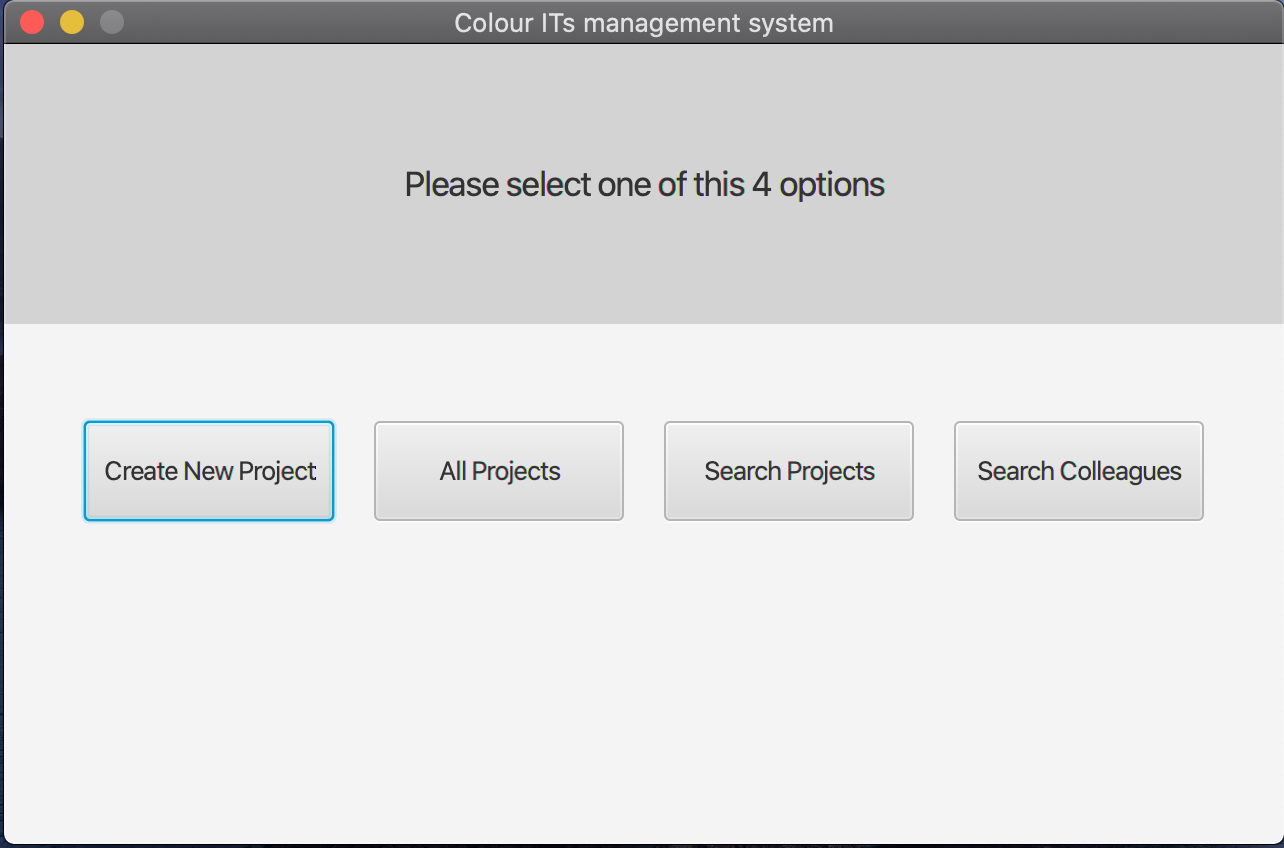 Colour ITs management system
Please select one of this 4 options
Create New Project
All Projects
Search Projects
Search Colleagues